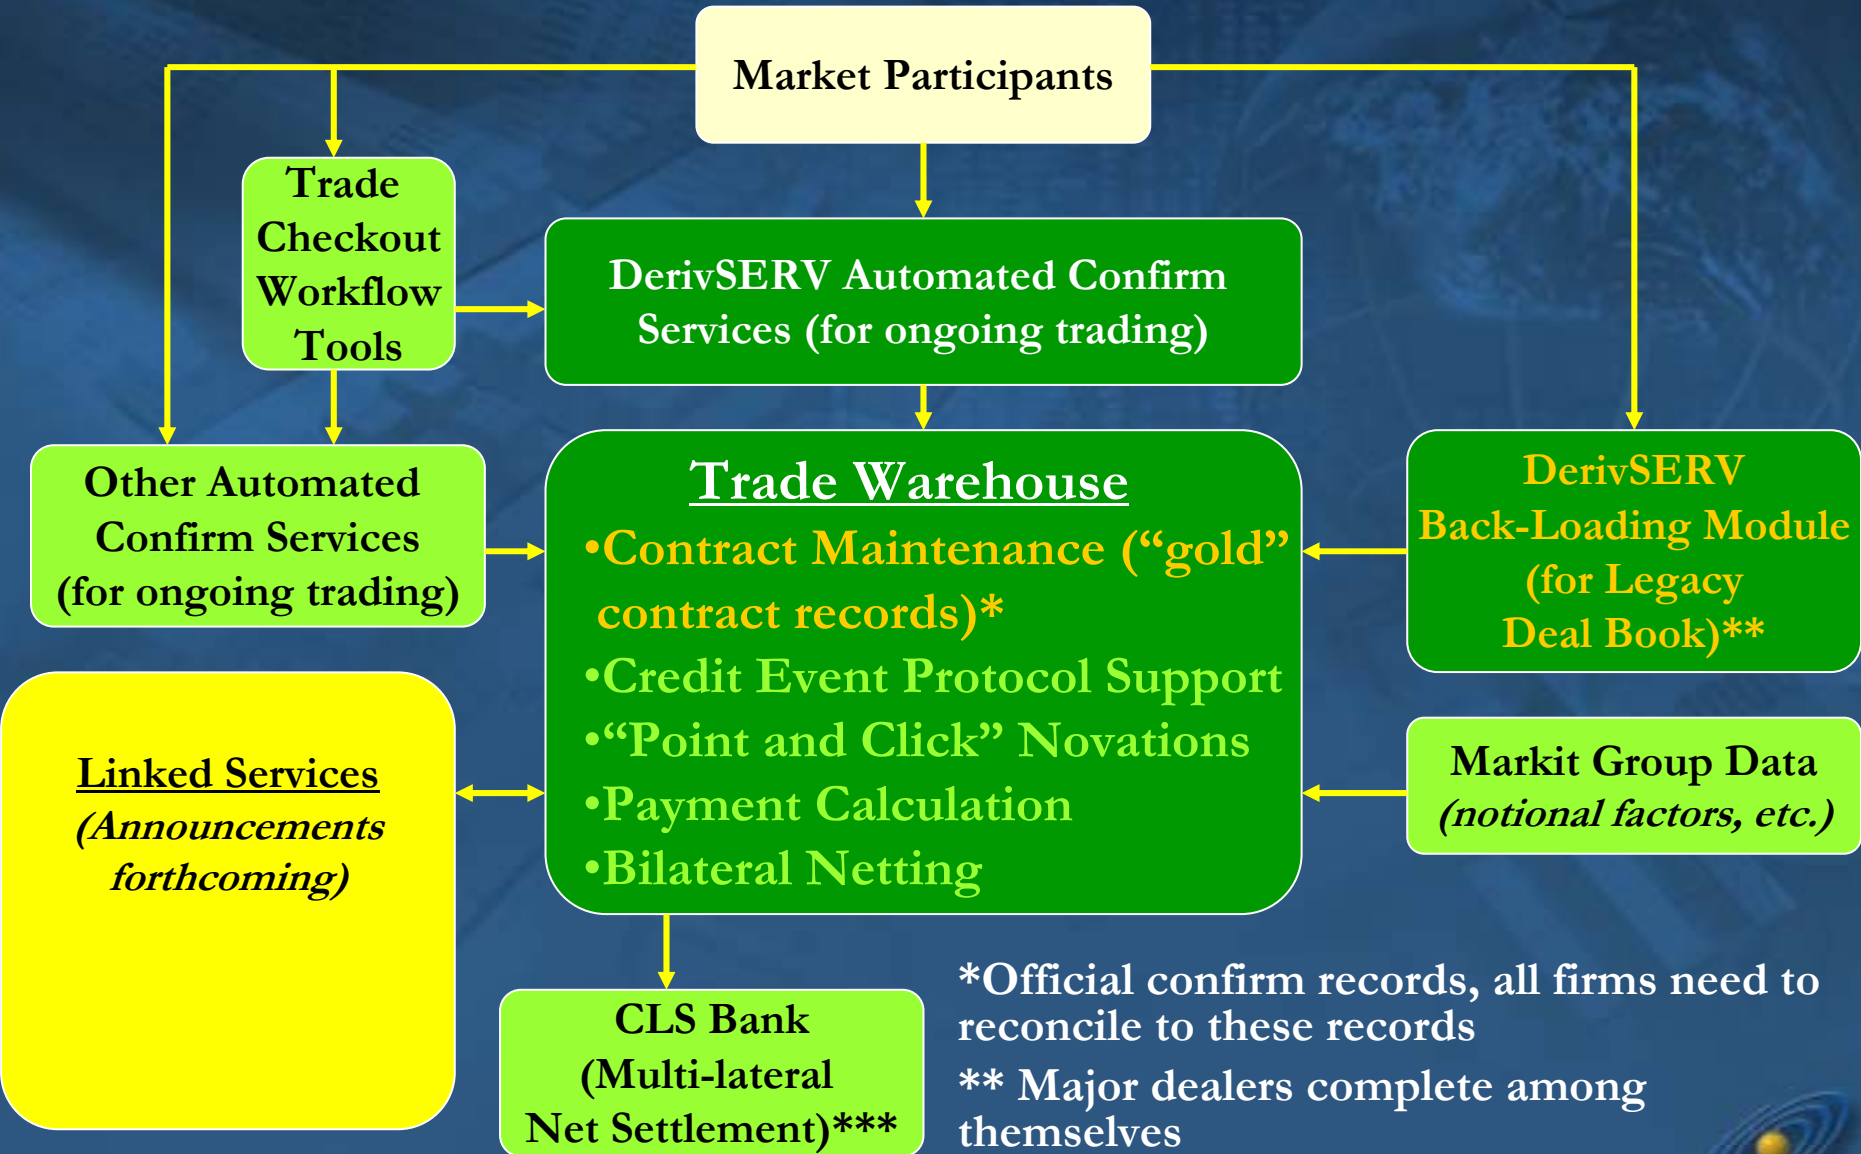 Market Participants
Trade
Checkout
Workflow
Tools
DerivSERV Automated Confirm
Services (for ongoing trading)
Other Automated
Confirm Services
(for ongoing trading)
Trade Warehouse
•Contract Maintenance (“gold”
contract records)*
•Credit Event Protocol Support
•“Point and Click” Novations
•Payment Calculation
•Bilateral Netting
DerivSERV
Back-Loading Module
(for Legacy
Deal Book)**
Linked Services
(Announcements
forthcoming)
Markit Group Data
(notional factors, etc.)
CLS Bank
(Multi-lateral
Net Settlement)***
*Official confirm records, all firms need to
reconcile to these records
** Major dealers complete among
themselves